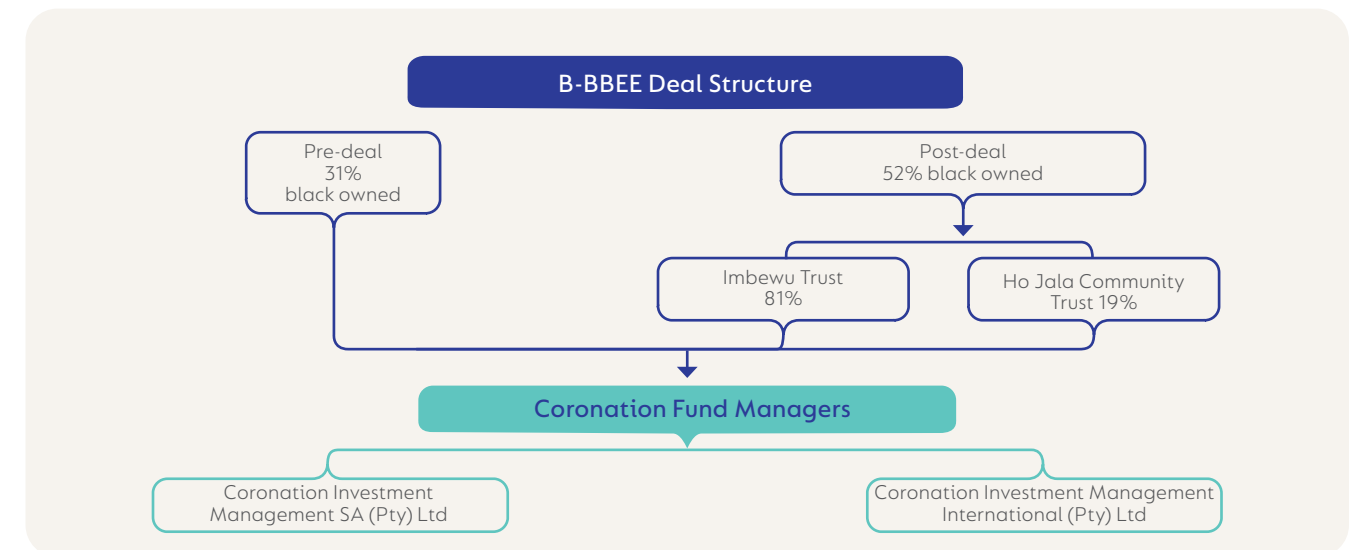 B-BBEE Deal Structure
Pre-deal
31%
black owned
Post-deal
52% black owned
Imbewu Trust
81%
Ho Jala Community
Trust 19%
Coronation Fund Managers
Coronation Investment
Management SA (Pty) Ltd
Coronation Investment Management
International (Pty) Ltd